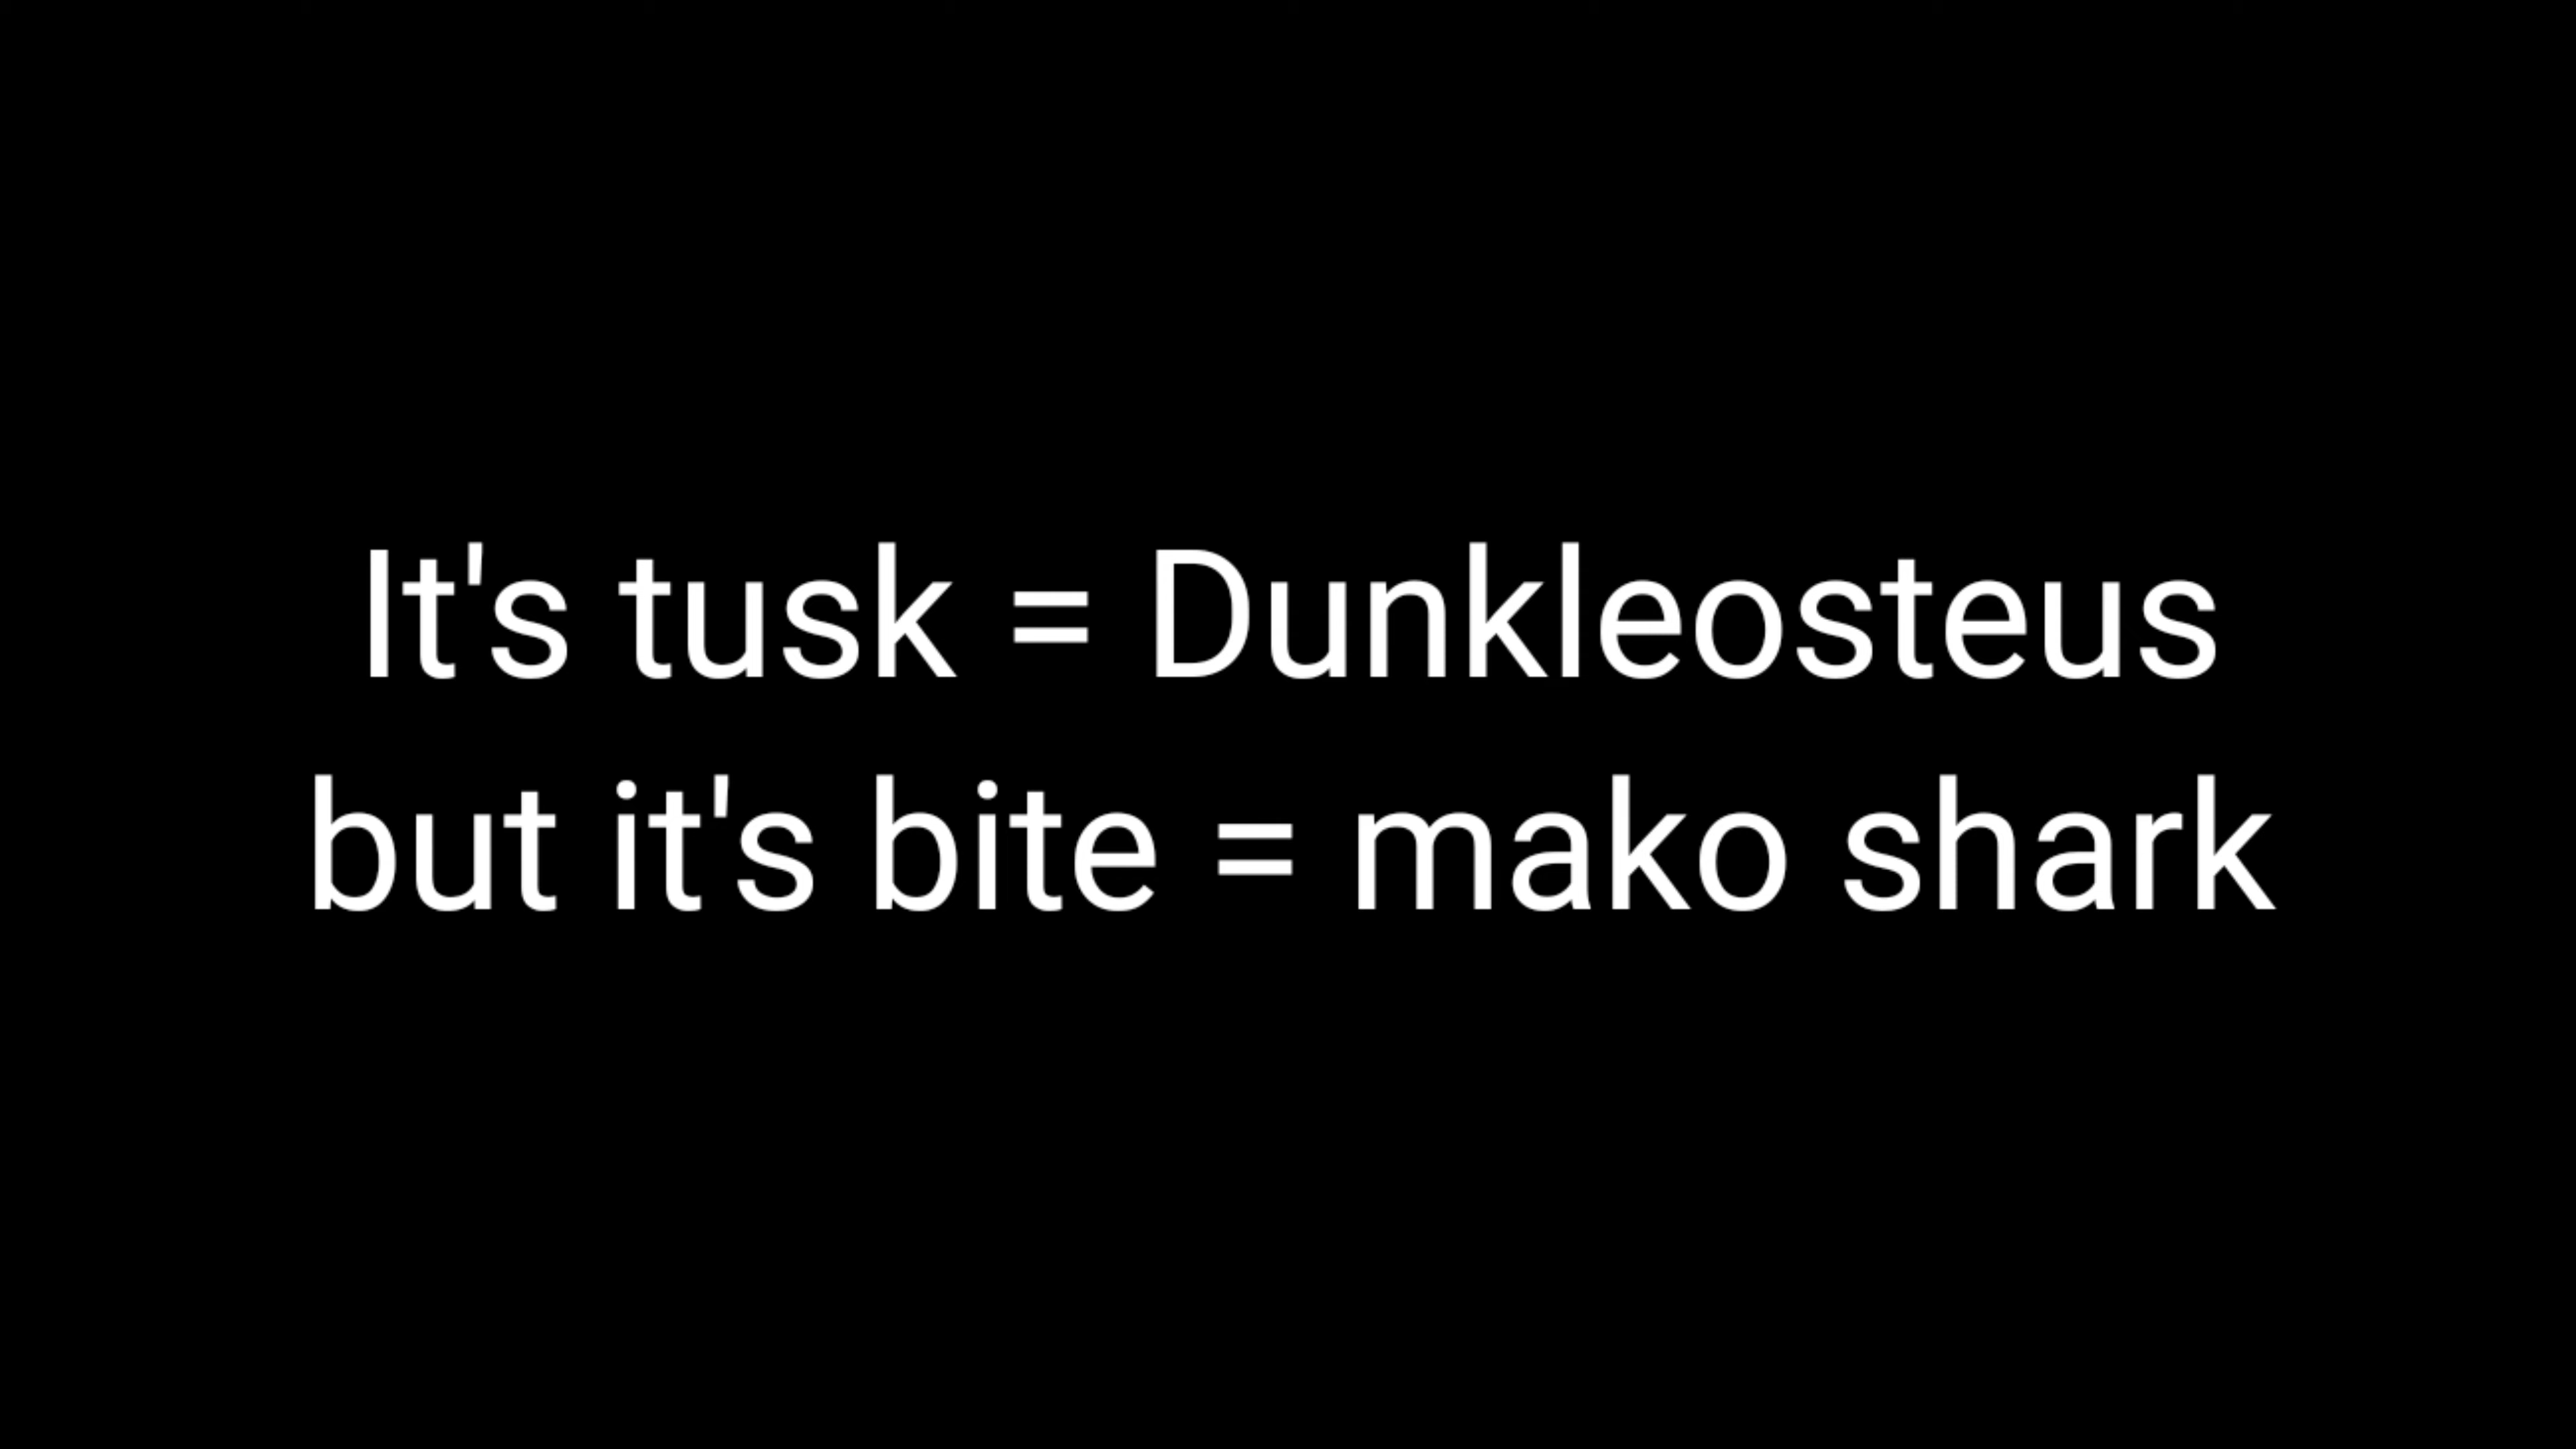 It's tusk = Dunkleosteus
but it's bite = mako shark